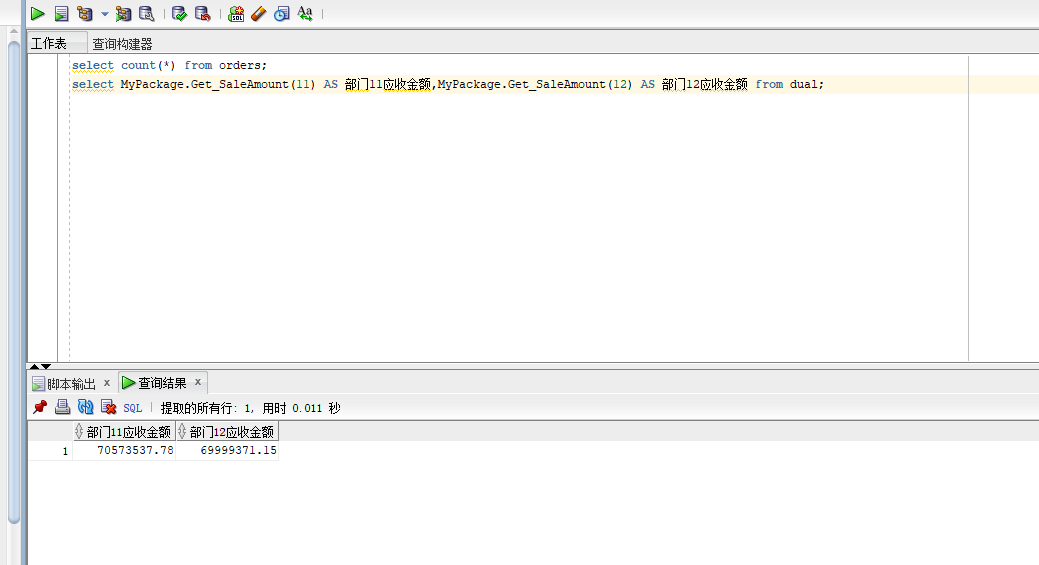 SQL Aa
工作表 查询构建器
select count(*) from orders;
select MyPackage.Get_SaleAmount(11) AS 部门11应收金额,MyPackage.Get_SaleAmount(12) AS 部门12应收金额 from dual;
脚本输出 x 查询结果 x
SQL 提取的所有行: 1, 用时 0.011 秒
部门11应收金额 部门12应收金额
1 70573537.78 69999371.15